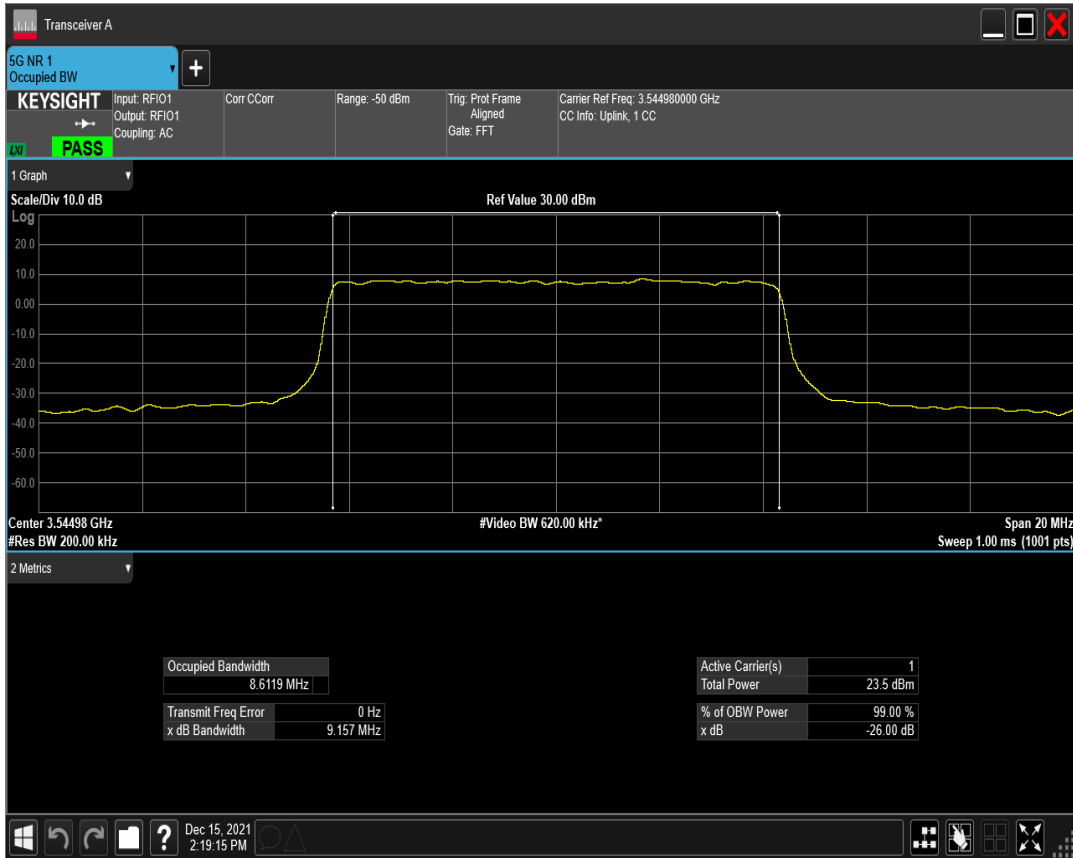 Transceiver A
5G NR 1
Occupied BW
KEYSIGHT
LXI
PASS
Input: RFIO1
Output: RFIO1
Coupling: AC
Corr CCorr
Range: -50 dBm
Trig: Prot Frame
Aligned
Gate: FFT
Carrier Ref Freq: 3.544980000 GHz
CC Info: Uplink, 1 CC
1 Graph
Scale/Div 10.0 dB
Ref Value 30.00 dBm
Log
20.0
10.0
0.00
-10.0
-20.0
-30.0
-40.0
-50.0
-60.0
Center 3.54498 GHz
#Video BW 620.00 kHz*
Span 20 MHz
#Res BW 200.00 kHz
Sweep 1.00 ms (1001 pts)
2 Metrics
Occupied Bandwidth
8.6119 MHz
Transmit Freq Error 0 Hz
x dB Bandwidth 9.157 MHz
Active Carrier(s) 1
Total Power 23.5 dBm
% of OBW Power 99.00 %
x dB -26.00 dB
?
Dec 15, 2021
2:19:15 PM